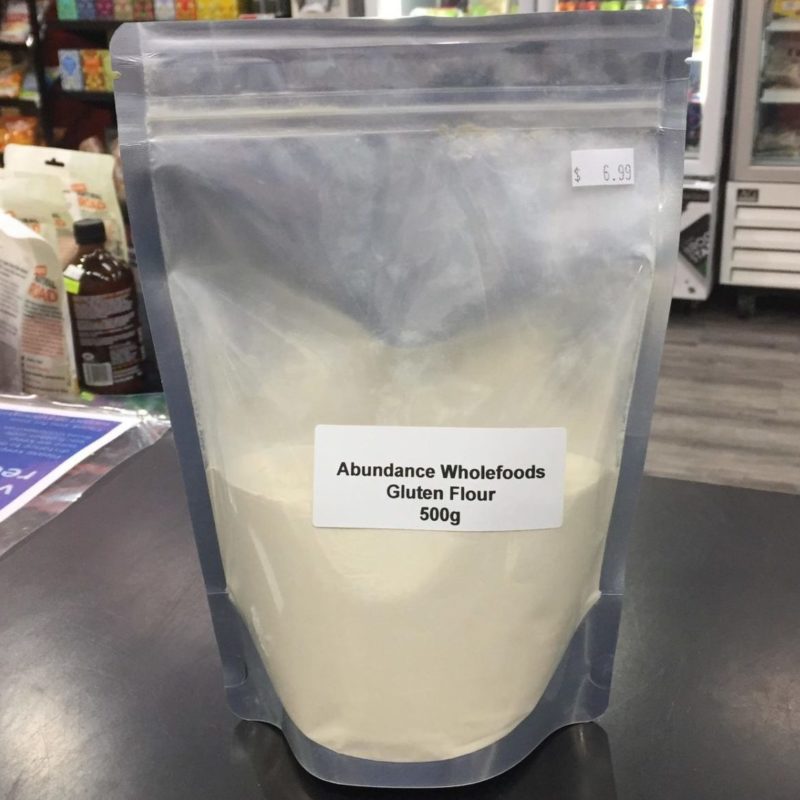 $ 6.99
Abundance Wholefoods
Gluten Flour
500g